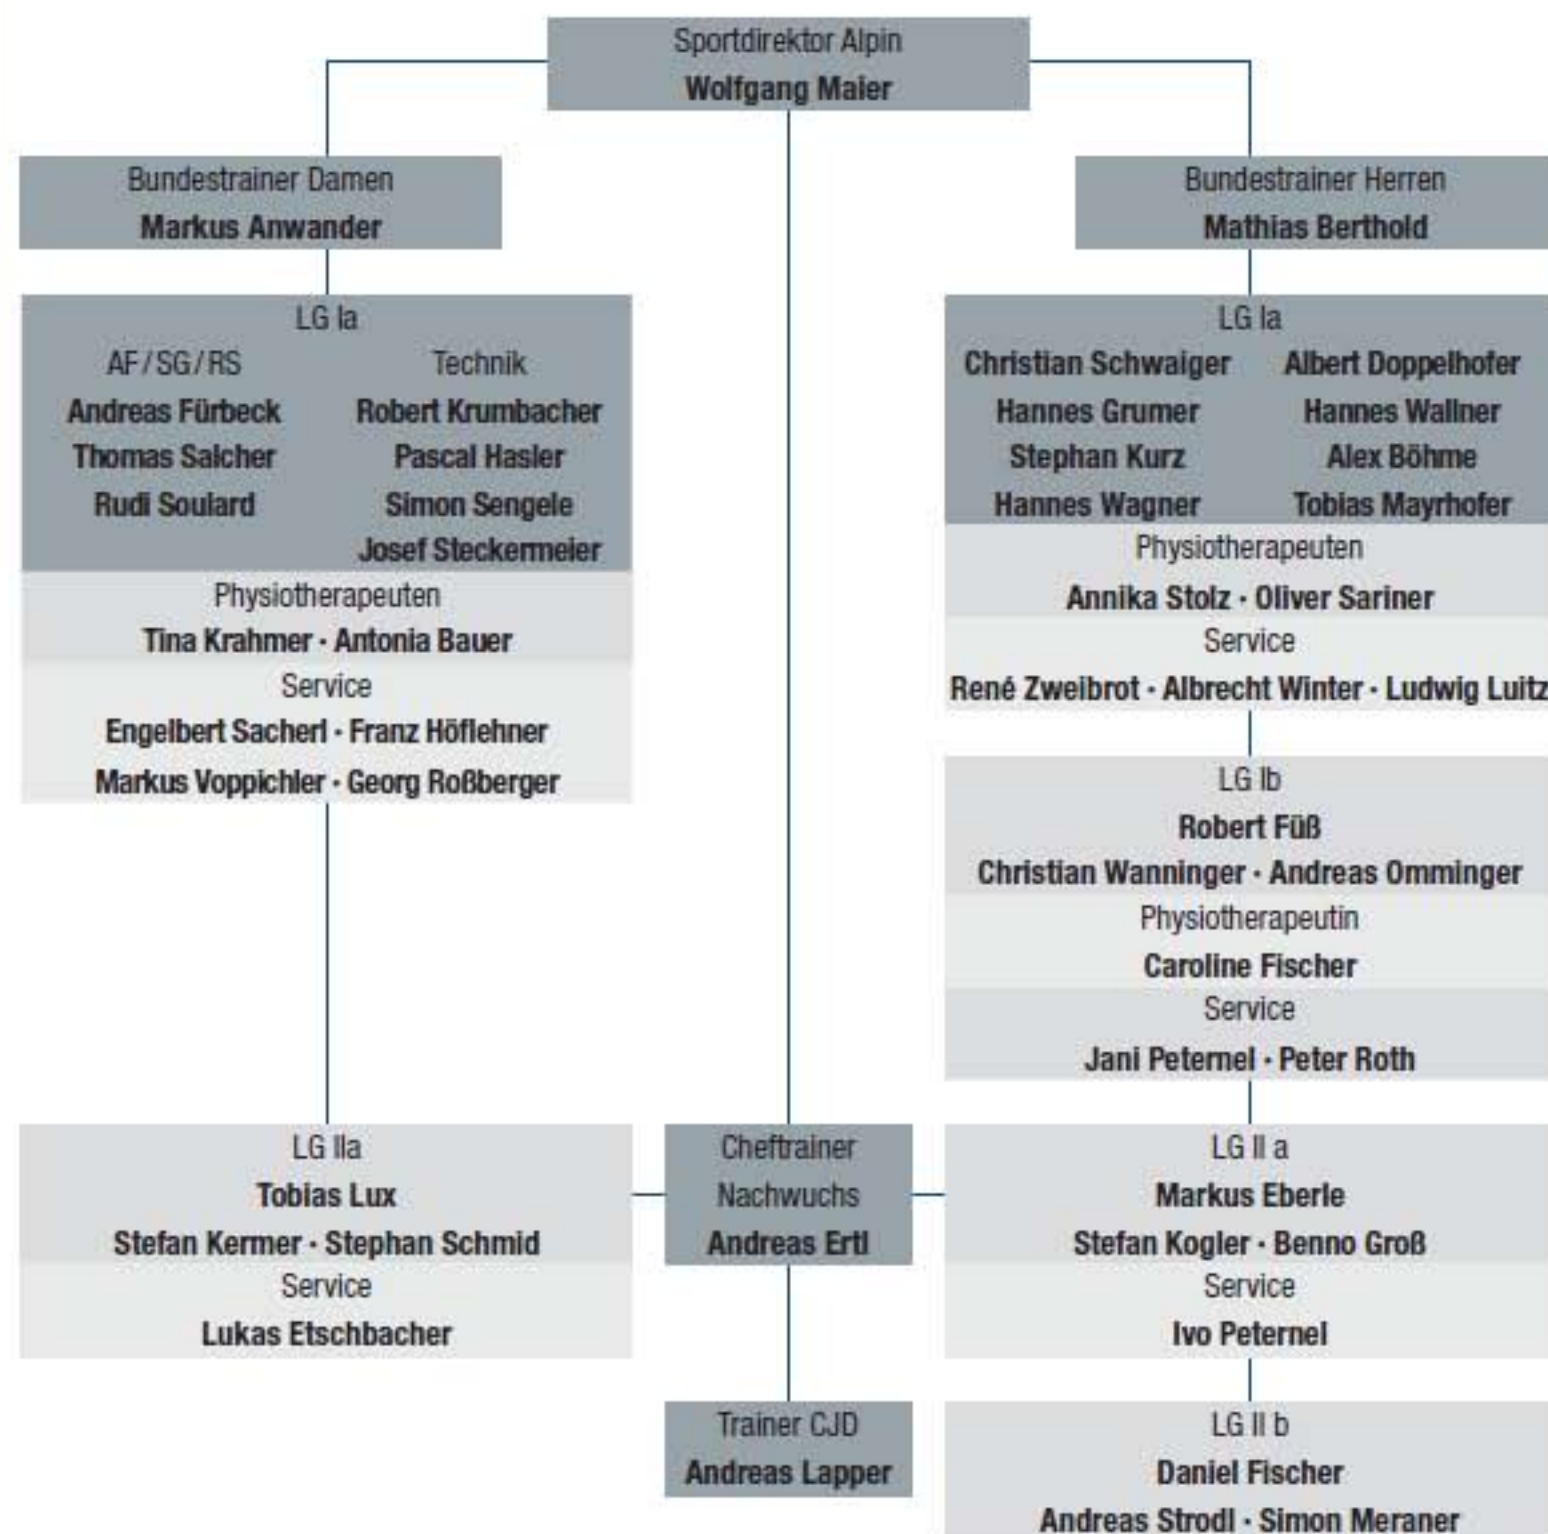 Sportdirektor Alpin
Wolfgang Maier
Bundestrainer Damen
Markus Anwander
Bundestrainer Herren
Mathias Berthold
LG Ia
AF / SG / RS
Andreas Fürbeck
Thomas Salcher
Rudi Soulard
Technik
Robert Krumbacher
Pascal Hasler
Simon Sengele
Josef Steckermeier
Physiotherapeuten
Tina Krahmer · Antonia Bauer
Service
Engelbert Sacherl · Franz Höflehner
Markus Voppichler · Georg Roßberger
LG Ia
Christian Schwaiger
Hannes Grumer
Stephan Kurz
Hannes Wagner
Albert Doppelhofer
Hannes Wallner
Alex Böhme
Tobias Mayrhofer
Physiotherapeuten
Annika Stolz · Oliver Sariner
Service
René Zweibrot · Albrecht Winter · Ludwig Luitz
LG Ib
Robert Füß
Christian Wanninger · Andreas Omminger
Physiotherapeutin
Caroline Fischer
Service
Jani Peternel · Peter Roth
LG IIa
Tobias Lux
Stefan Kermer · Stephan Schmid
Service
Lukas Etschbacher
Cheftrainer
Nachwuchs
Andreas Ertl
LG II a
Markus Eberle
Stefan Kogler · Benno Groß
Service
Ivo Peternel
Trainer CJD
Andreas Lapper
LG II b
Daniel Fischer
Andreas Strodl · Simon Meraner